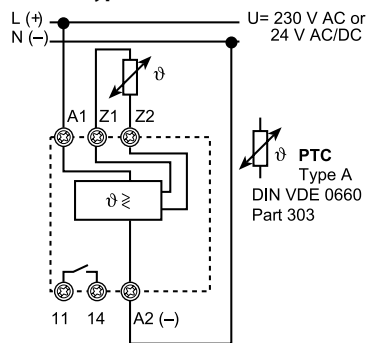 L (+)
U= 230 V AC or
N (–)
24 V AC/DC
ϑ
A1 Z1 Z2
ϑ PTC
Type A
DIN VDE 0660
Part 303
ϑ ≷
11 14 A2 (–)